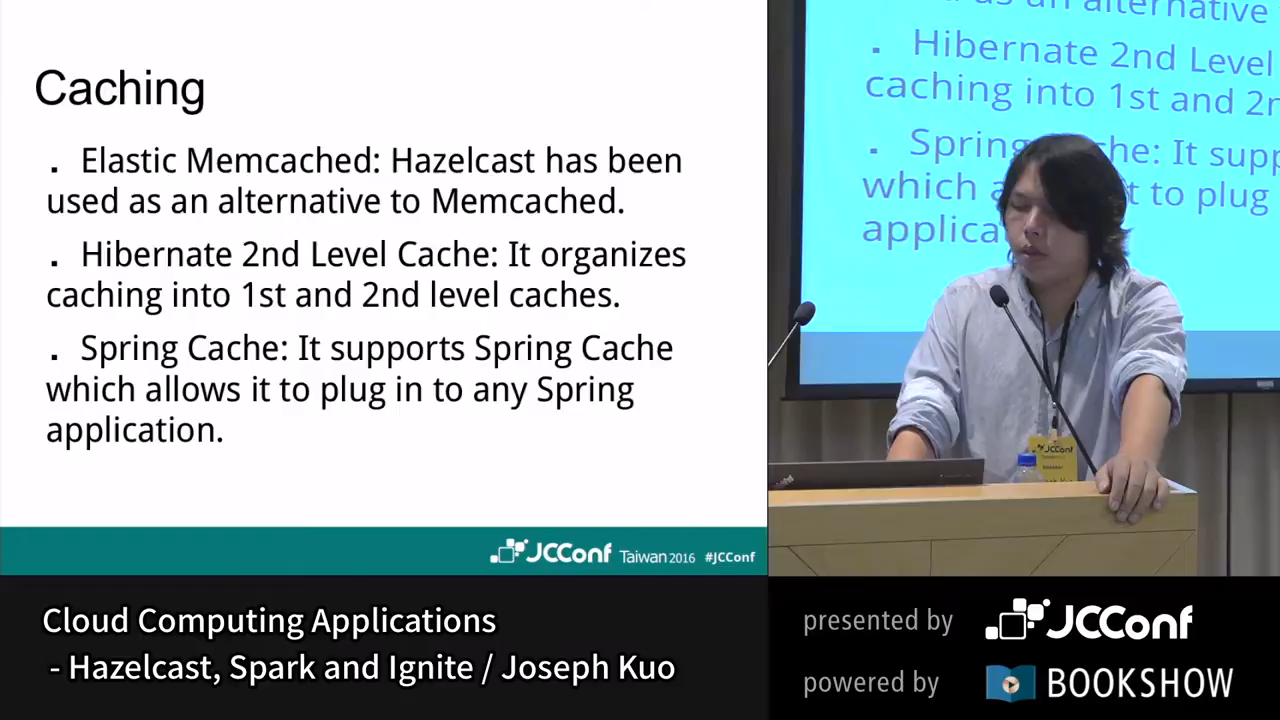 Caching
. Elastic Memcached: Hazelcast has been
used as an alternative to Memcached.
. Hibernate 2nd Level Cache: It organizes
caching into 1st and 2nd level caches.
. Spring Cache: It supports Spring Cache
which allows it to plug in to any Spring
application.
JCConf Taiwan 2016 #JCConf
as an alternative
. Hibernate 2nd Level
caching into 1st and 2n
. Spring che: It supp
which a t to plug
applica
JCConf
Cloud Computing Applications
- Hazelcast, Spark and Ignite / Joseph Kuo
presented by JCConf
powered by BOOKSHOW